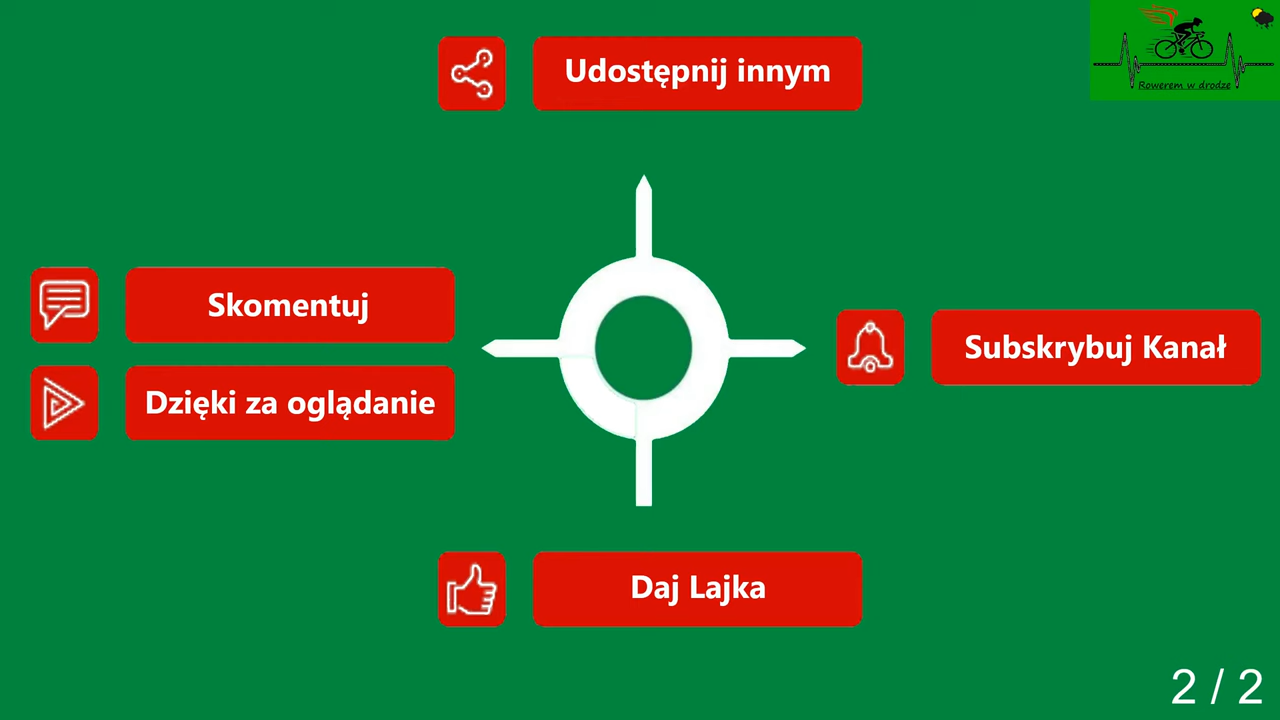 Udostępnij innym
Rowerem w drodze
Skomentuj
Dzięki za oglądanie
Subskrybuj Kanał
Daj Lajka
2 / 2